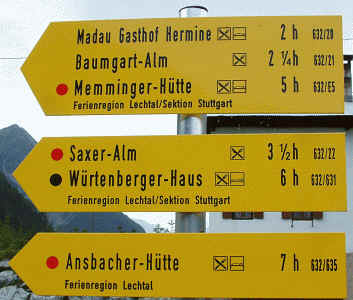 Madau Gasthof Hermine 2 h 632/20
Baumgart-Alm 2 ¼ h 632/21
Memminger-Hütte 5 h 632/E5
Ferienregion Lechtal/Sektion Stuttgart
Saxer-Alm 3 ½ h 632/22
Würtenberger-Haus 6 h 632/631
Ferienregion Lechtal/Sektion Stuttgart
Ansbacher-Hütte 7 h 632/635
Ferienregion Lechtal